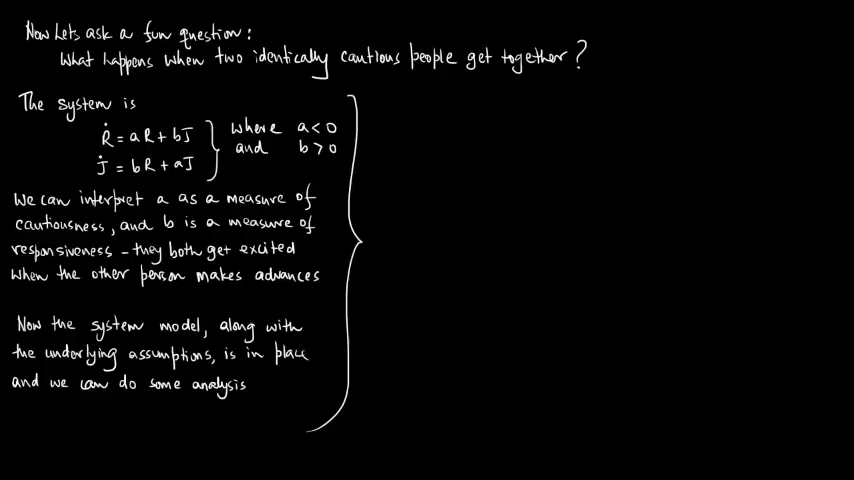 Now Lets ask a fun question:
What happens when two identically cautious people get together?
The system is
Ṙ = aR + bJ
J̇ = bR + aJ
where a < 0
and b > 0
We can interpret a as a measure of
cautiousness, and b is a measure of
responsiveness - they both get excited
when the other person makes advances
Now the system model, along with
the underlying assumptions, is in place
and we can do some analysis